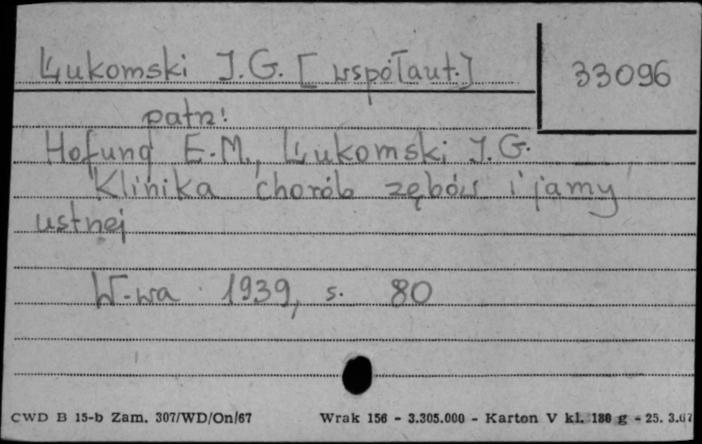 Łukomski J.G. [współaut.]
33096
patrz:
Hofung E.M., Łukomski J.G.
Klinika chorób zębów i jamy
ustnej
W-wa 1939, s. 80
CWD B 15-b Zam. 307/WD/On/67 Wrak 156 - 3.305.000 - Karton V kl. 180 g - 25. 3.67